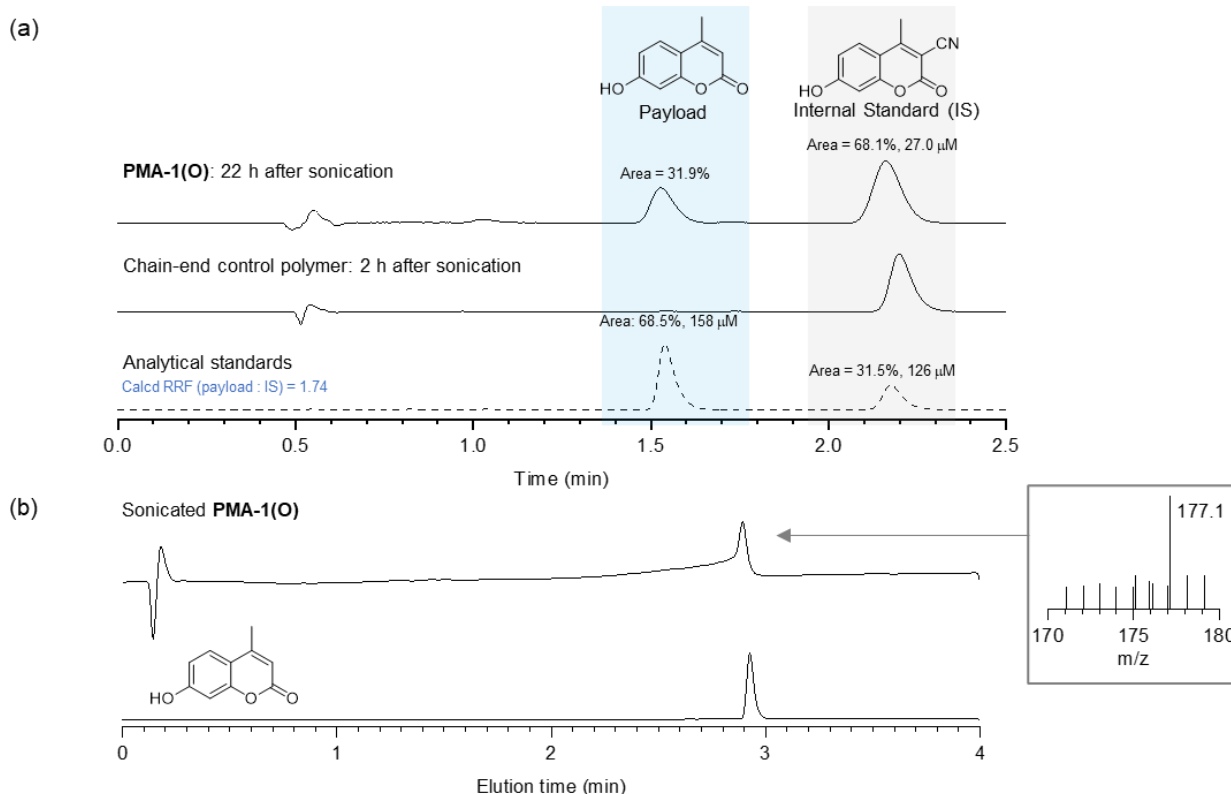 (a)
HO
O
O
Payload
CN
HO
O
O
Internal Standard (IS)
Area = 68.1%, 27.0 μM
PMA-1(O): 22 h after sonication
Area = 31.9%
Chain-end control polymer: 2 h after sonication
Area: 68.5%, 158 μM
Analytical standards
Calcd RRF (payload : IS) = 1.74
Area = 31.5%, 126 μM
0.0 0.5 1.0 1.5 2.0 2.5
Time (min)
(b)
Sonicated PMA-1(O)
177.1
170 175 180
m/z
HO
O
O
0 1 2 3 4
Elution time (min)